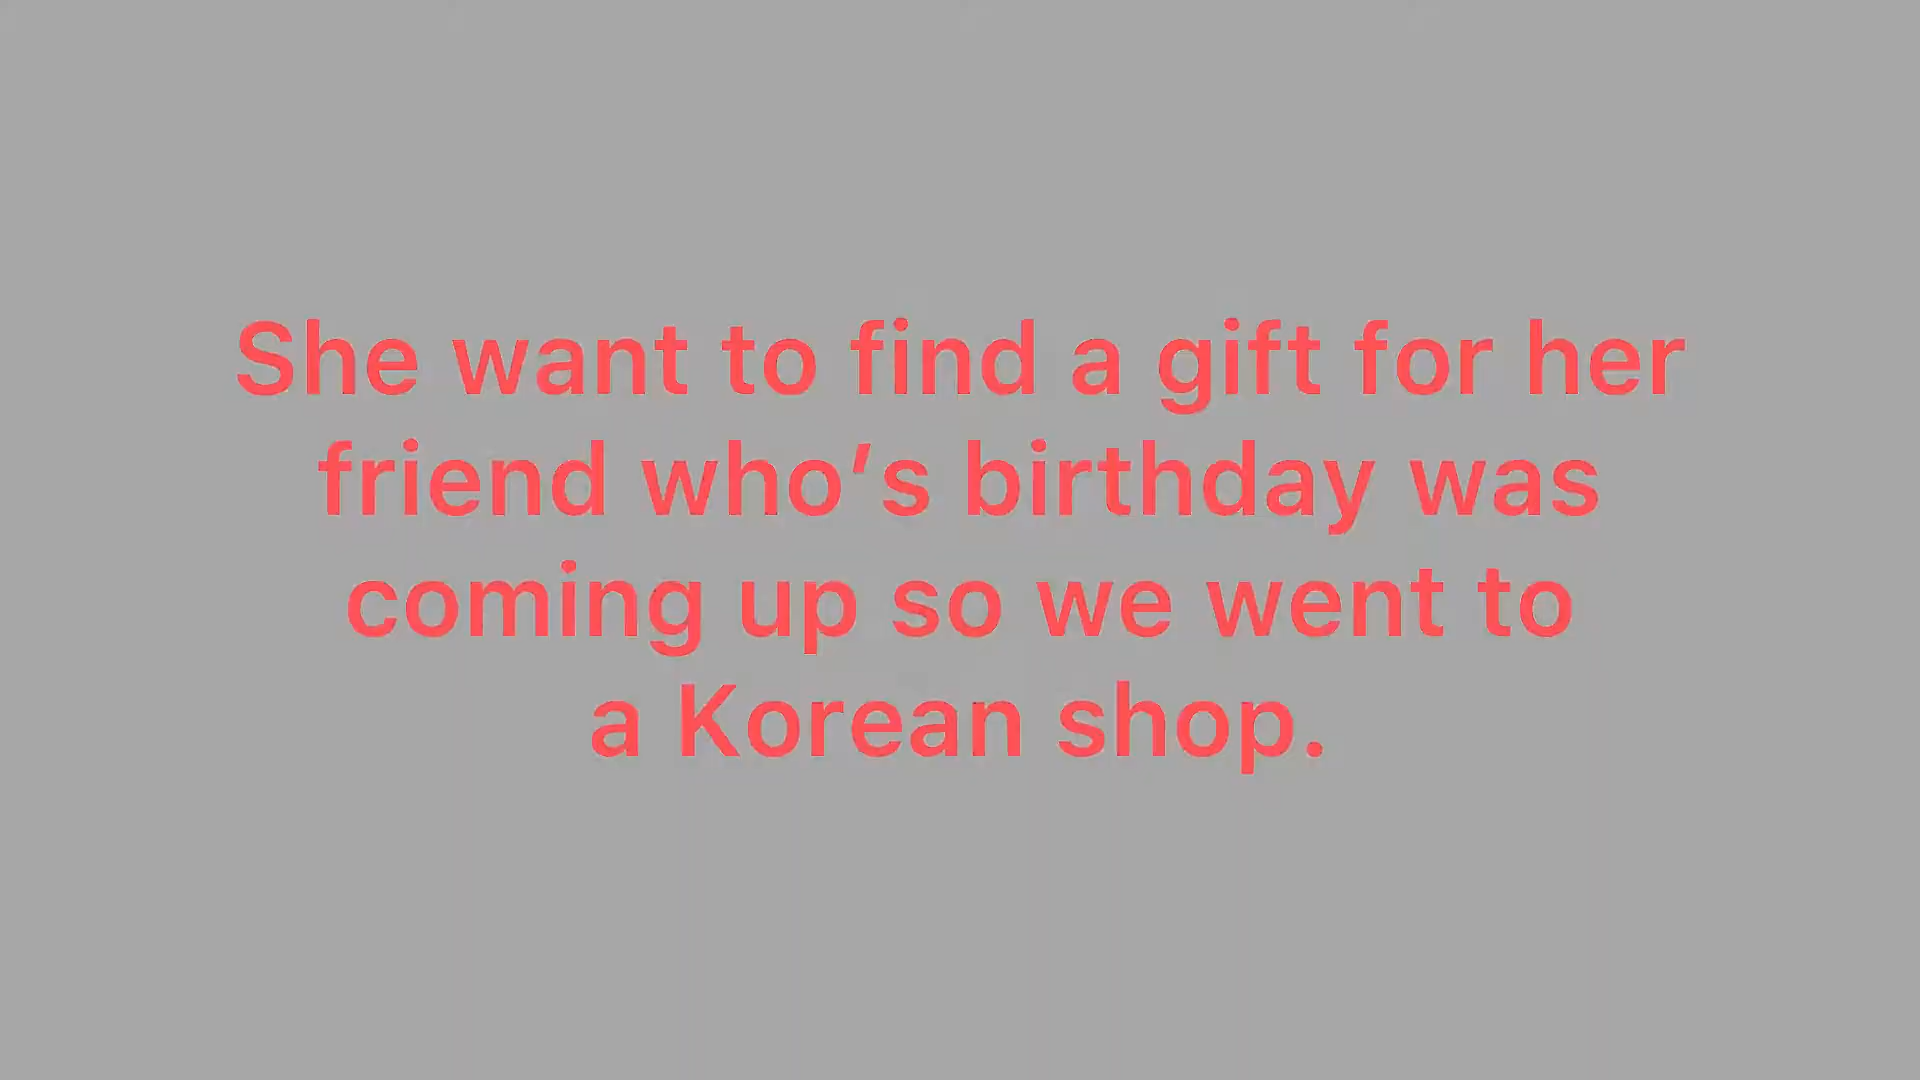 She want to find a gift for her
friend who’s birthday was
coming up so we went to
a Korean shop.